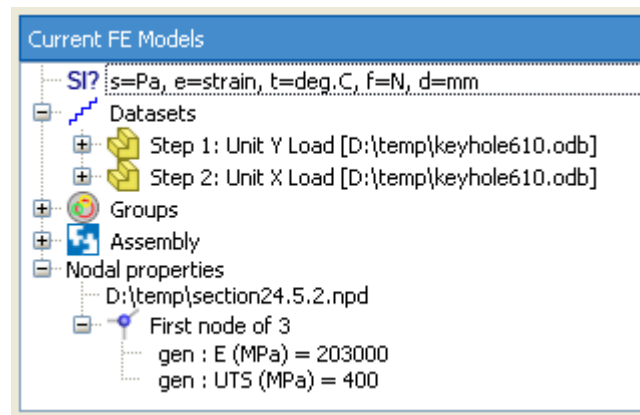 Current FE Models
SI? s=Pa, e=strain, t=deg.C, f=N, d=mm
Datasets
Step 1: Unit Y Load [D:\temp\keyhole610.odb]
Step 2: Unit X Load [D:\temp\keyhole610.odb]
Groups
Assembly
Nodal properties
D:\temp\section24.5.2.npd
First node of 3
gen : E (MPa) = 203000
gen : UTS (MPa) = 400